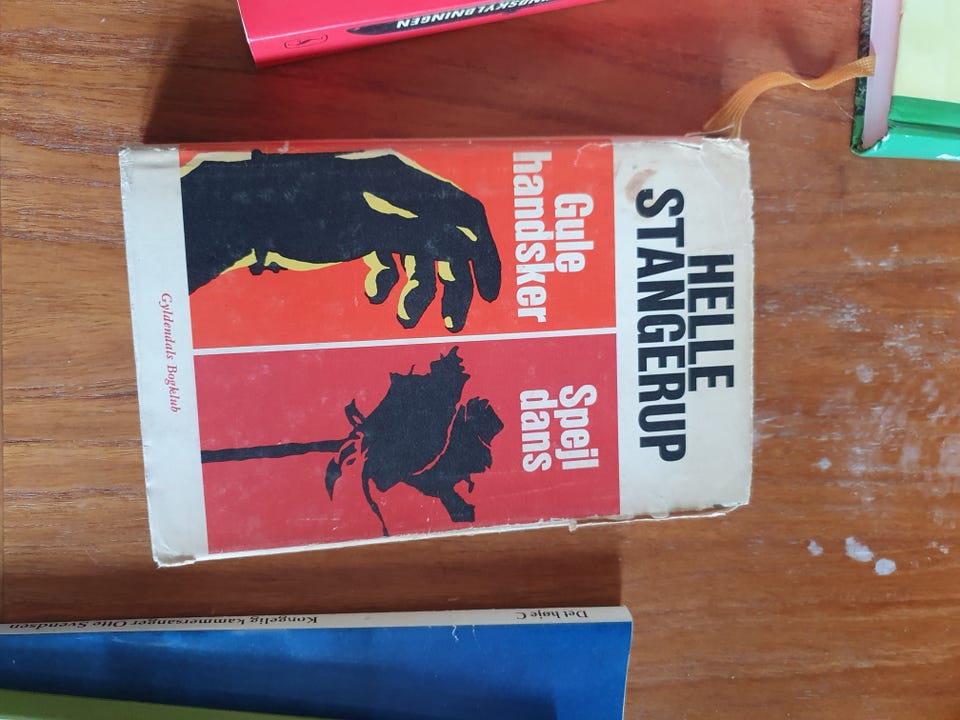 HELLE
STANGERUP
Gule
handsker
Spejl
dans
Gyldendals Bogklub
Det høje C
Kongelig kammersanger Otte Svendsen